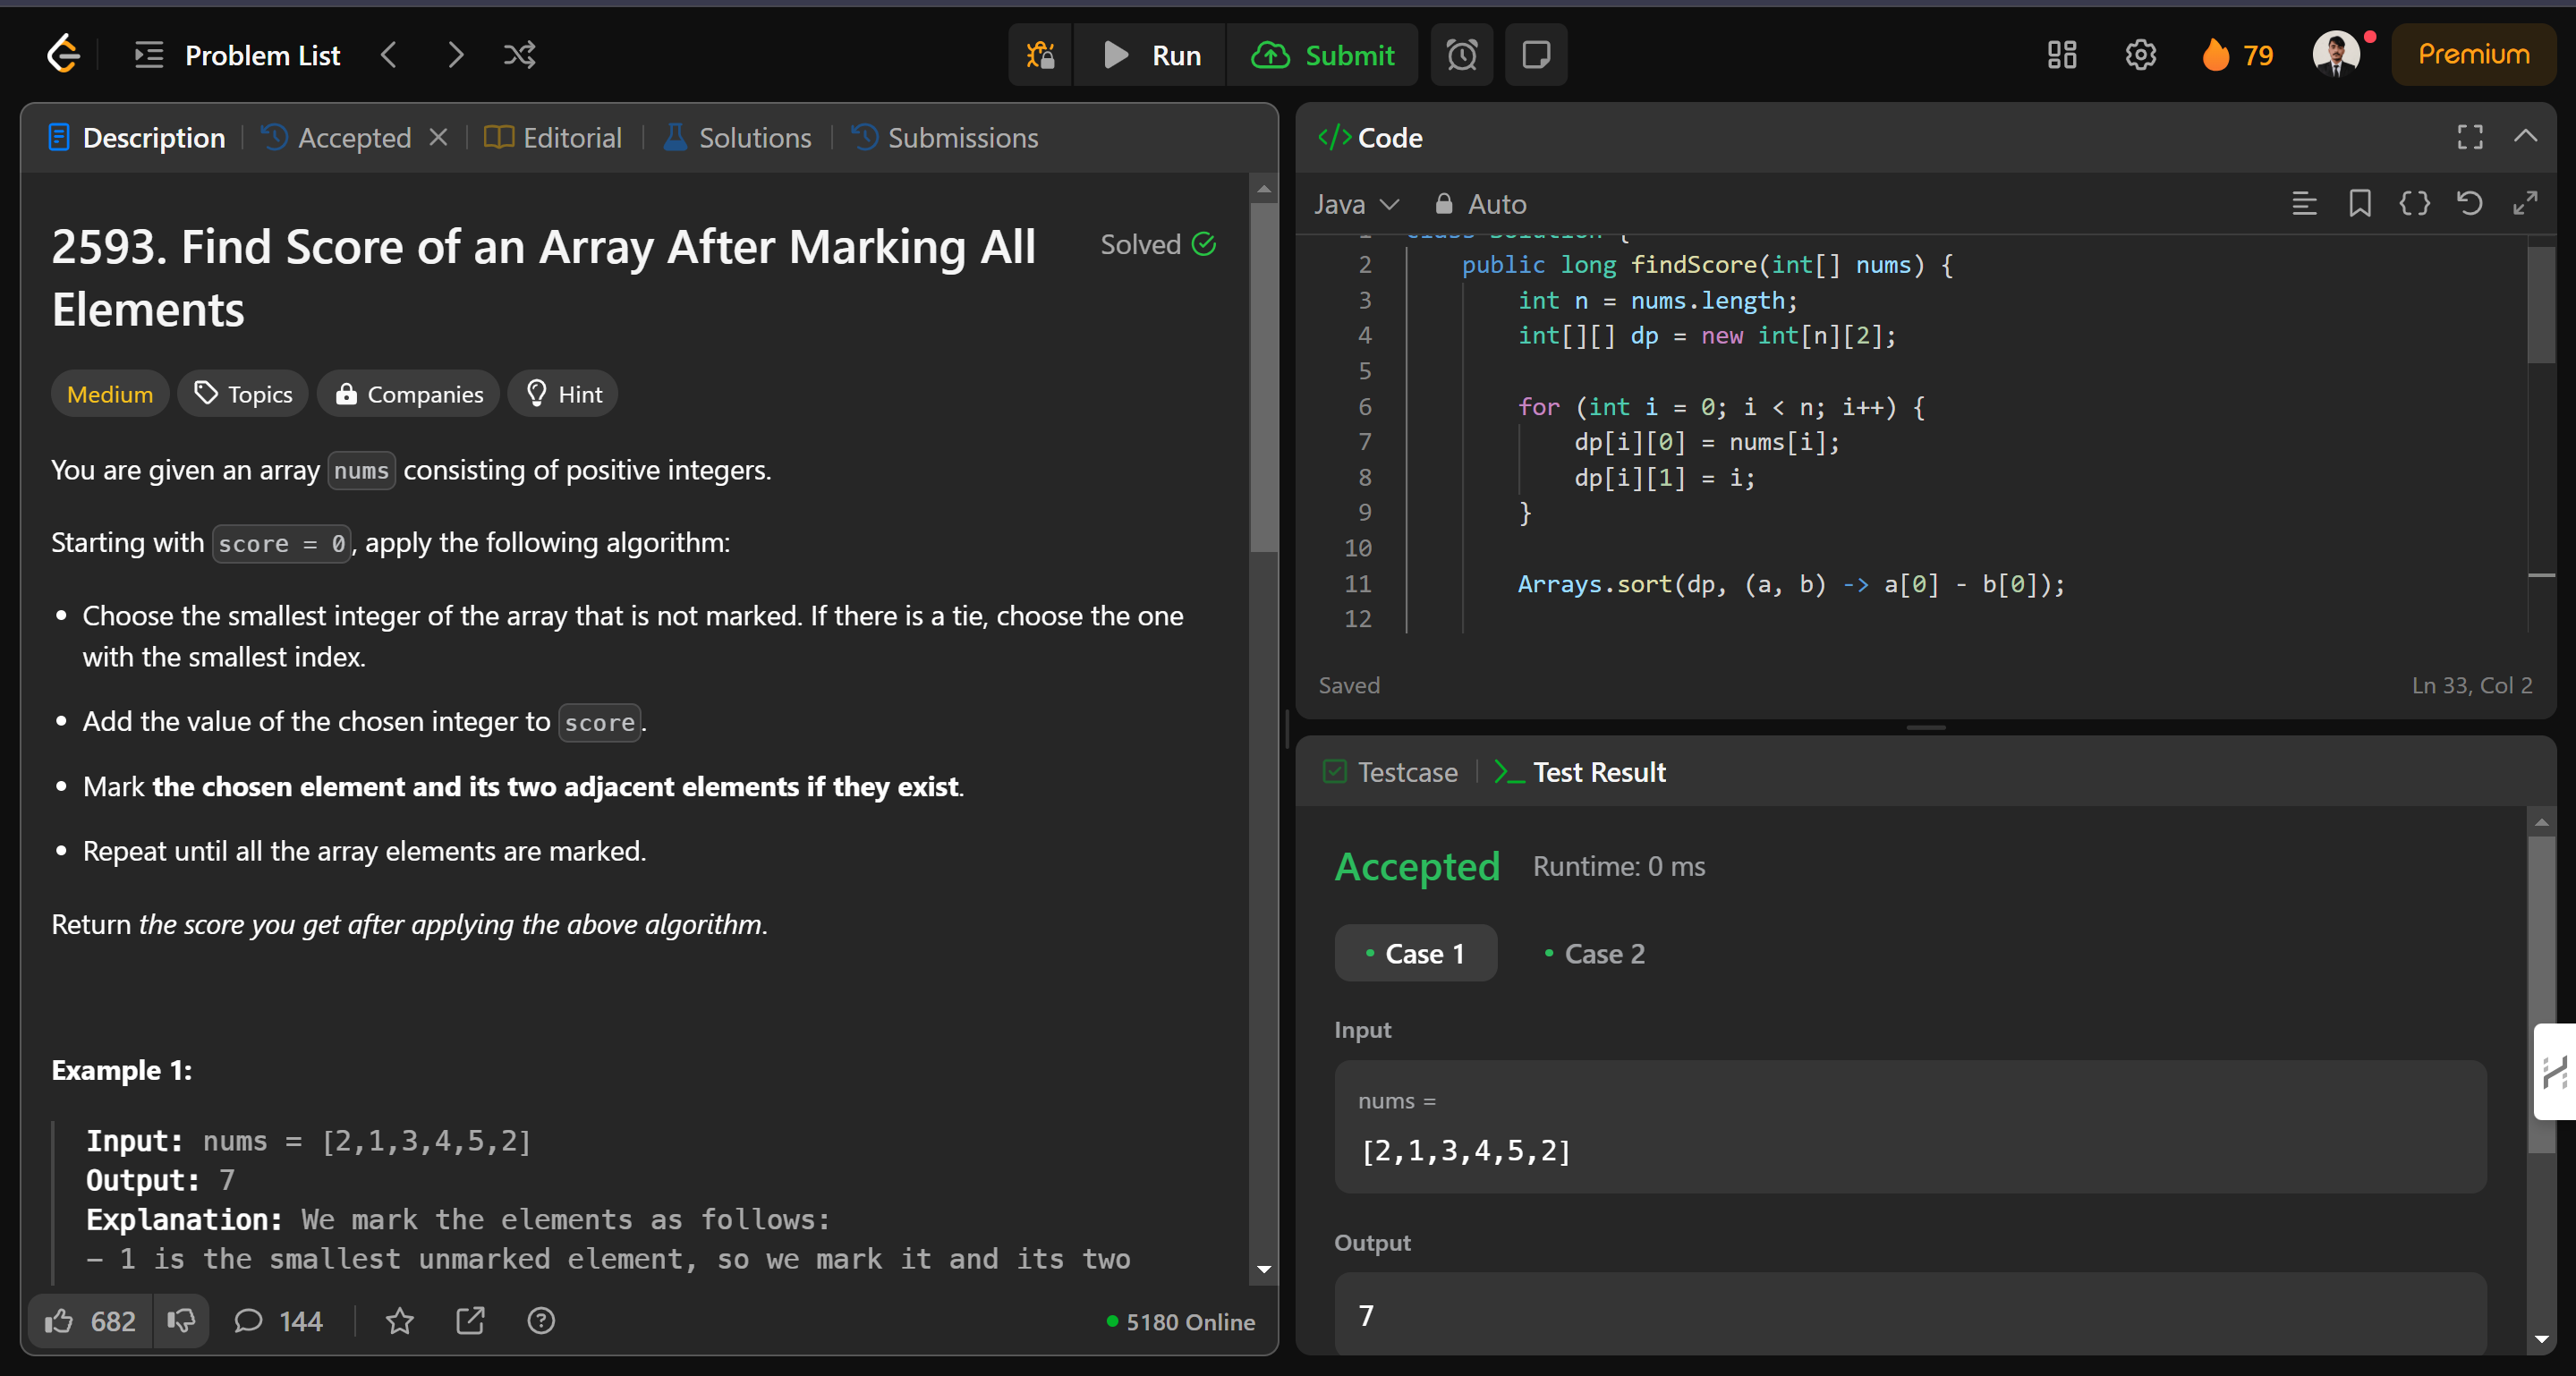 Problem List
Run
Submit
79
Premium
Description
Accepted
Editorial
Solutions
Submissions
2593. Find Score of an Array After Marking All
Elements
Solved
Medium
Topics
Companies
Hint
You are given an array nums consisting of positive integers.
Starting with score = 0, apply the following algorithm:
• Choose the smallest integer of the array that is not marked. If there is a tie, choose the one
with the smallest index.
• Add the value of the chosen integer to score.
• Mark the chosen element and its two adjacent elements if they exist.
• Repeat until all the array elements are marked.
Return the score you get after applying the above algorithm.
Example 1:
Input: nums = [2,1,3,4,5,2]
Output: 7
Explanation: We mark the elements as follows:
- 1 is the smallest unmarked element, so we mark it and its two
682
144
5180 Online
</> Code
Java
Auto
1 class Solution {
2 public long findScore(int[] nums) {
3 int n = nums.length;
4 int[][] dp = new int[n][2];
5
6 for (int i = 0; i < n; i++) {
7 dp[i][0] = nums[i];
8 dp[i][1] = i;
9 }
10
11 Arrays.sort(dp, (a, b) -> a[0] - b[0]);
12
Saved
Ln 33, Col 2
Testcase
Test Result
Accepted
Runtime: 0 ms
• Case 1
• Case 2
Input
nums =
[2,1,3,4,5,2]
Output
7